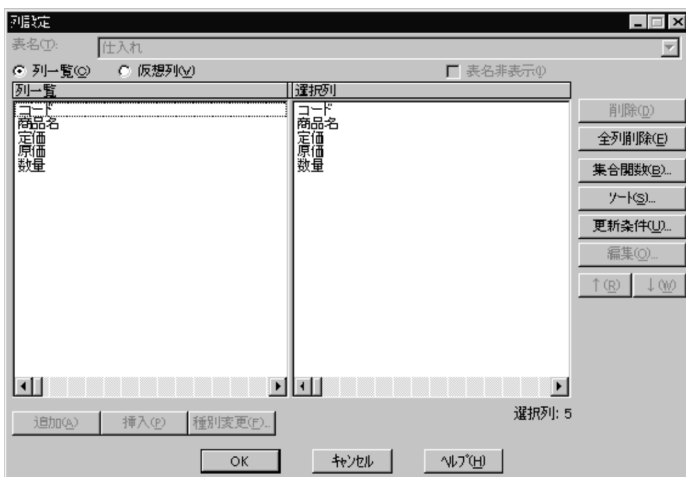 列設定
表名(T):
仕入れ
列一覧(O) 仮想列(V) 表名非表示(I)
列一覧
コード
商品名
定価
原価
数量
選択列
コード
商品名
定価
原価
数量
削除(D)
全列削除(E)
集合関数(B)...
ソート(S)...
更新条件(U)...
編集(O)...
↑(R) ↓(W)
選択列: 5
追加(A) 挿入(P) 種別変更(F)...
OK キャンセル ヘルプ(H)